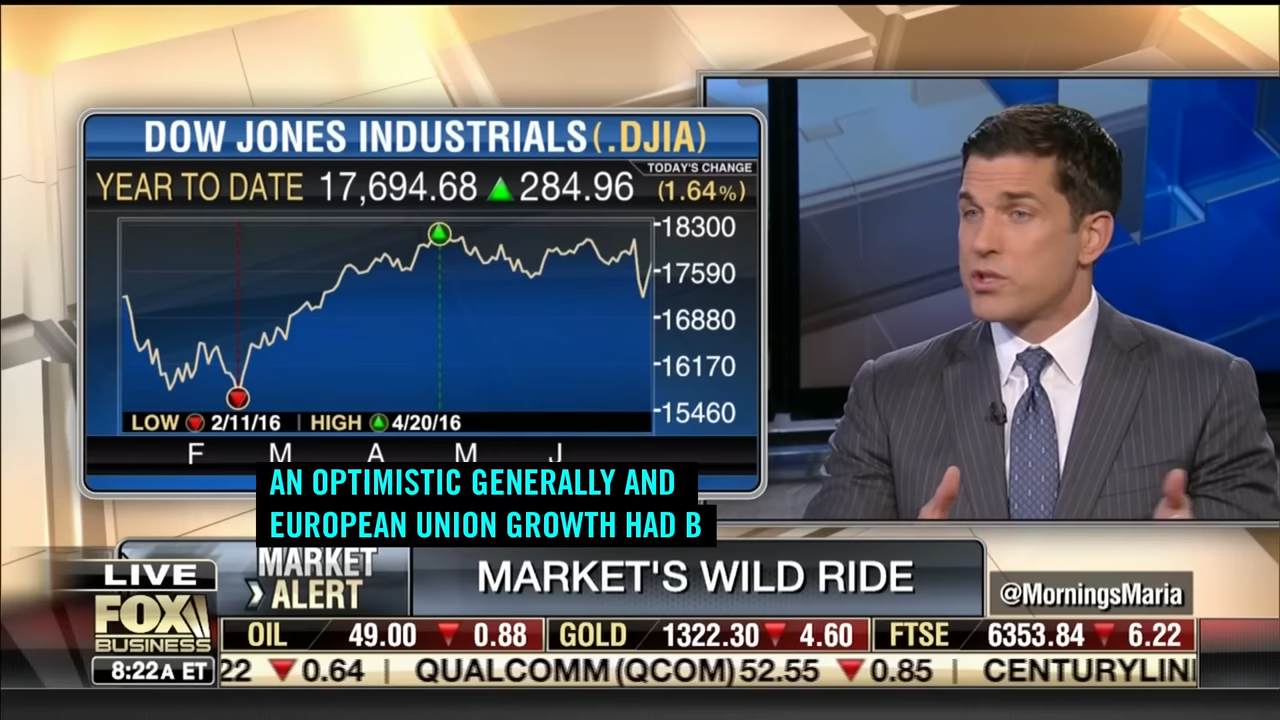 DOW JONES INDUSTRIALS (.DJIA)
TODAY'S CHANGE
YEAR TO DATE 17,694.68 ▲ 284.96 (1.64%)
18300
17590
16880
16170
15460
LOW ▼ 2/11/16 | HIGH ▲ 4/20/16
F M A M J
AN OPTIMISTIC GENERALLY AND
EUROPEAN UNION GROWTH HAD B
MARKET
ALERT
MARKET'S WILD RIDE
@MorningsMaria
LIVE
FOX
BUSINESS
8:22A ET
OIL 49.00 ▼ 0.88 GOLD 1322.30 ▼ 4.60 FTSE 6353.84 ▼ 6.22
22 ▼ 0.64 | QUALCOMM (QCOM) 52.55 ▼ 0.85 | CENTURYLIN